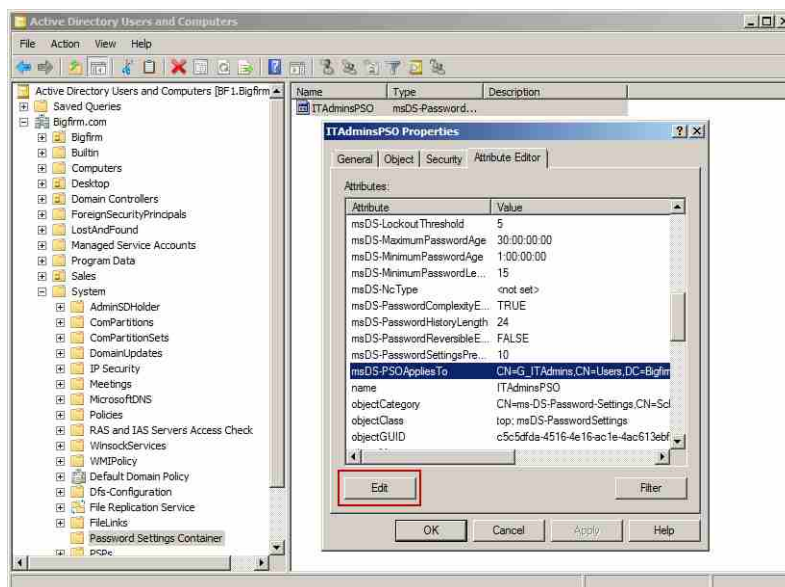 Active Directory Users and Computers
File Action View Help
Active Directory Users and Computers [BF1.Bigfirm
Saved Queries
Bigfirm.com
Bigfirm
Builtin
Computers
Desktop
Domain Controllers
ForeignSecurityPrincipals
LostAndFound
Managed Service Accounts
Program Data
Sales
System
AdminSDHolder
ComPartitions
ComPartitionSets
DomainUpdates
IP Security
Meetings
MicrosoftDNS
Policies
RAS and IAS Servers Access Check
WinsockServices
WMIPolicy
Default Domain Policy
Dfs-Configuration
File Replication Service
FileLinks
Password Settings Container
PSPs
Name Type Description
ITAdminsPSO msDS-Password...
ITAdminsPSO Properties
General Object Security Attribute Editor
Attributes:
Attribute Value
msDS-LockoutThreshold 5
msDS-MaximumPasswordAge 30:00:00:00
msDS-MinimumPasswordAge 1:00:00:00
msDS-MinimumPasswordLe... 15
msDS-NcType <not set>
msDS-PasswordComplexityE... TRUE
msDS-PasswordHistoryLength 24
msDS-PasswordReversibleE... FALSE
msDS-PasswordSettingsPre... 10
msDS-PSOAppliesTo CN=G_ITAdmins,CN=Users,DC=Bigfirm
name ITAdminsPSO
objectCategory CN=ms-DS-Password-Settings,CN=Scl
objectClass top; msDS-PasswordSettings
objectGUID c5c5dfda-4516-4e16-ac1e-4ac613ebf
Edit Filter
OK Cancel Apply Help